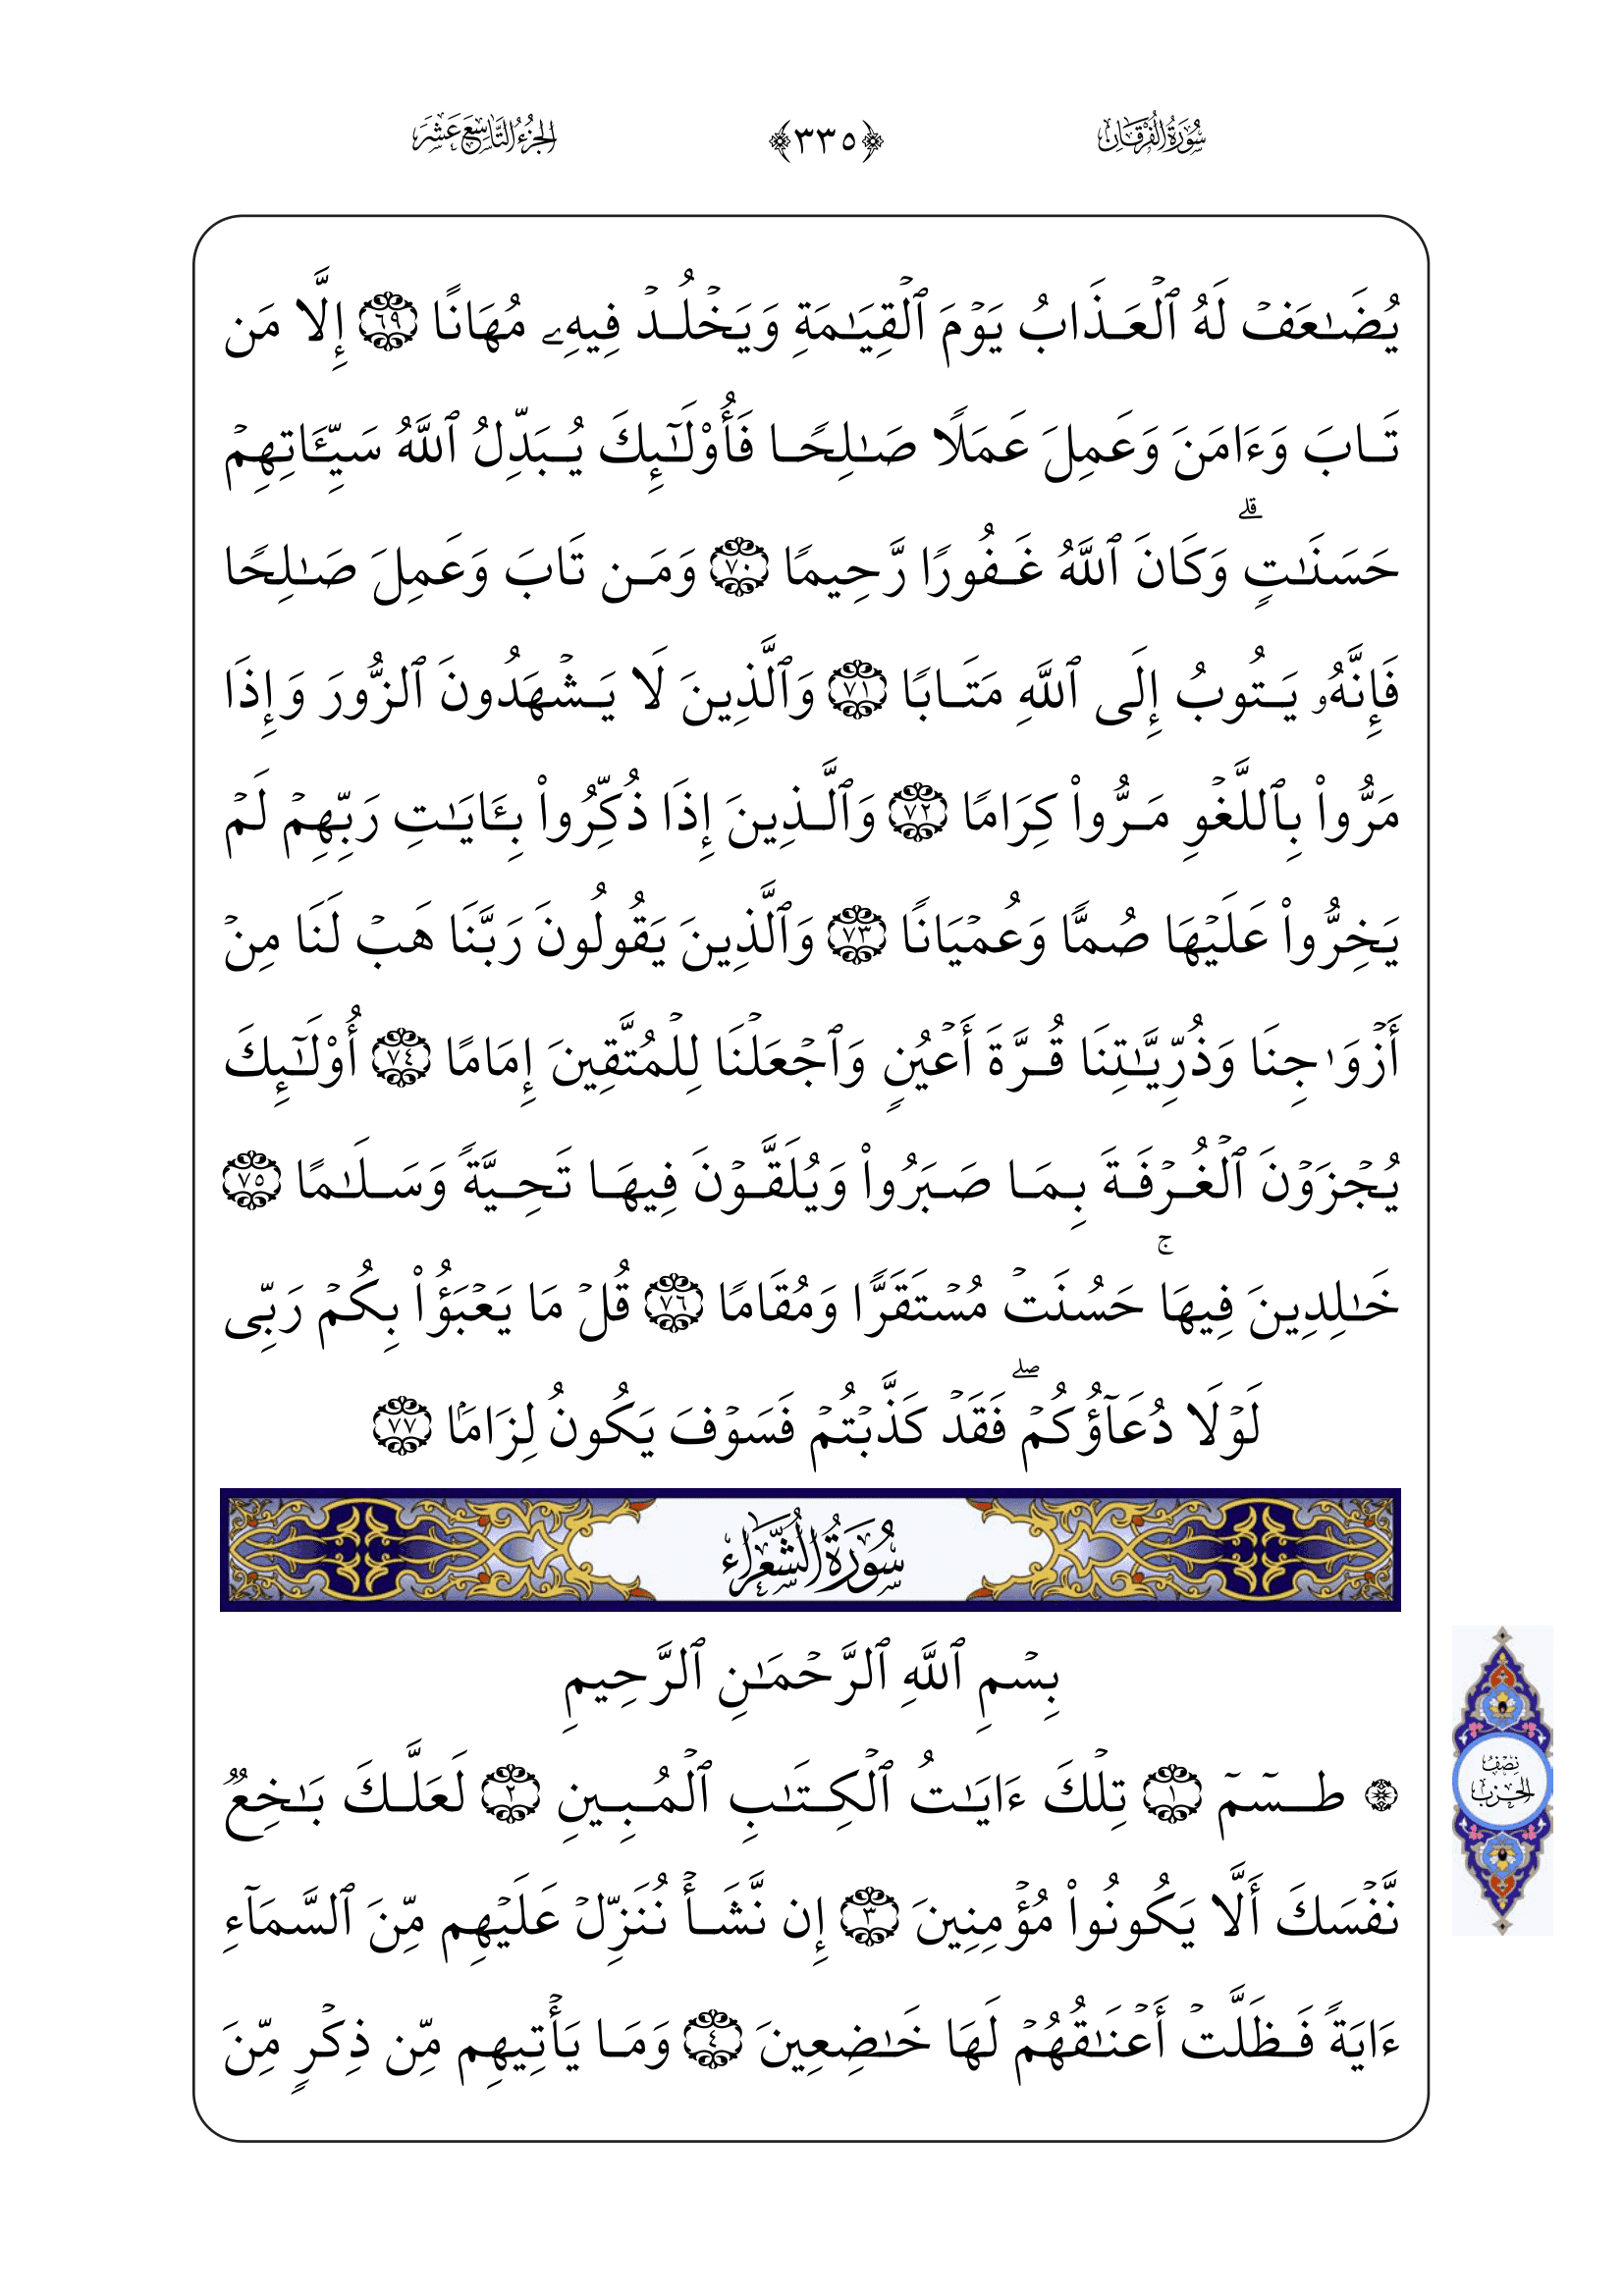 سُورَةُ الفُرْقَان ﴿٣٣٥﴾ الجُزْءُ التَّاسِعَ عَشَرَ
يُضَـٰعَفۡ لَهُ ٱلۡعَذَابُ يَوۡمَ ٱلۡقِيَـٰمَةِ وَيَخۡلُدۡ فِيهِۦ مُهَانًا ٦٩ إِلَّا مَن
تَابَ وَءَامَنَ وَعَمِلَ عَمَلًا صَـٰلِحًا فَأُوْلَـٰٓئِكَ يُبَدِّلُ ٱللَّهُ سَيِّـَٔاتِهِمۡ
حَسَنَـٰتٍۗ وَكَانَ ٱللَّهُ غَفُورًا رَّحِيمًا ٧٠ وَمَن تَابَ وَعَمِلَ صَـٰلِحًا
فَإِنَّهُۥ يَتُوبُ إِلَى ٱللَّهِ مَتَابًا ٧١ وَٱلَّذِينَ لَا يَشۡهَدُونَ ٱلزُّورَ وَإِذَا
مَرُّواْ بِٱللَّغۡوِ مَرُّواْ كِرَامًا ٧٢ وَٱلَّذِينَ إِذَا ذُكِّرُواْ بِـَٔايَـٰتِ رَبِّهِمۡ لَمۡ
يَخِرُّواْ عَلَيۡهَا صُمًّا وَعُمۡيَانًا ٧٣ وَٱلَّذِينَ يَقُولُونَ رَبَّنَا هَبۡ لَنَا مِنۡ
أَزۡوَٰجِنَا وَذُرِّيَّـٰتِنَا قُرَّةَ أَعۡيُنٍ وَٱجۡعَلۡنَا لِلۡمُتَّقِينَ إِمَامًا ٧٤ أُوْلَـٰٓئِكَ
يُجۡزَوۡنَ ٱلۡغُرۡفَةَ بِمَا صَبَرُواْ وَيُلَقَّوۡنَ فِيهَا تَحِيَّةً وَسَلَـٰمًا ٧٥
خَـٰلِدِينَ فِيهَاۚ حَسُنَتۡ مُسۡتَقَرًّا وَمُقَامًا ٧٦ قُلۡ مَا يَعۡبَؤُاْ بِكُمۡ رَبِّى
لَوۡلَا دُعَآؤُكُمۡۖ فَقَدۡ كَذَّبۡتُمۡ فَسَوۡفَ يَكُونُ لِزَامَۢا ٧٧
سُورَةُ الشُّعَرَاء
بِسۡمِ ٱللَّهِ ٱلرَّحۡمَـٰنِ ٱلرَّحِيمِ
۞ طسٓمٓ ١ تِلۡكَ ءَايَـٰتُ ٱلۡكِتَـٰبِ ٱلۡمُبِينِ ٢ لَعَلَّكَ بَـٰخِعٌ
نَّفۡسَكَ أَلَّا يَكُونُواْ مُؤۡمِنِينَ ٣ إِن نَّشَأۡ نُنَزِّلۡ عَلَيۡهِم مِّنَ ٱلسَّمَآءِ
ءَايَةً فَظَلَّتۡ أَعۡنَـٰقُهُمۡ لَهَا خَـٰضِعِينَ ٤ وَمَا يَأۡتِيهِم مِّن ذِكۡرٍ مِّنَ
نِصْفُ
الحِزْب